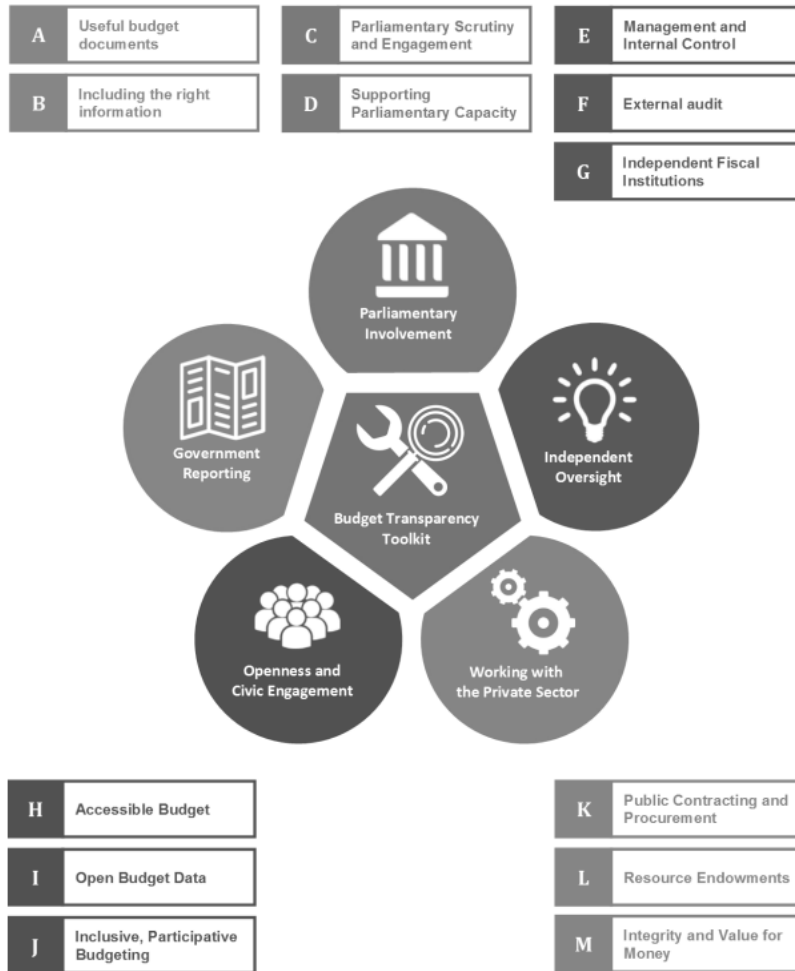 A
Useful budget
documents
B
Including the right
information
C
Parliamentary Scrutiny
and Engagement
D
Supporting
Parliamentary Capacity
E
Management and
Internal Control
F
External audit
G
Independent Fiscal
Institutions
Parliamentary
Involvement
Government
Reporting
Independent
Oversight
Budget Transparency
Toolkit
Openness and
Civic Engagement
Working with
the Private Sector
H
Accessible Budget
I
Open Budget Data
J
Inclusive, Participative
Budgeting
K
Public Contracting and
Procurement
L
Resource Endowments
M
Integrity and Value for
Money